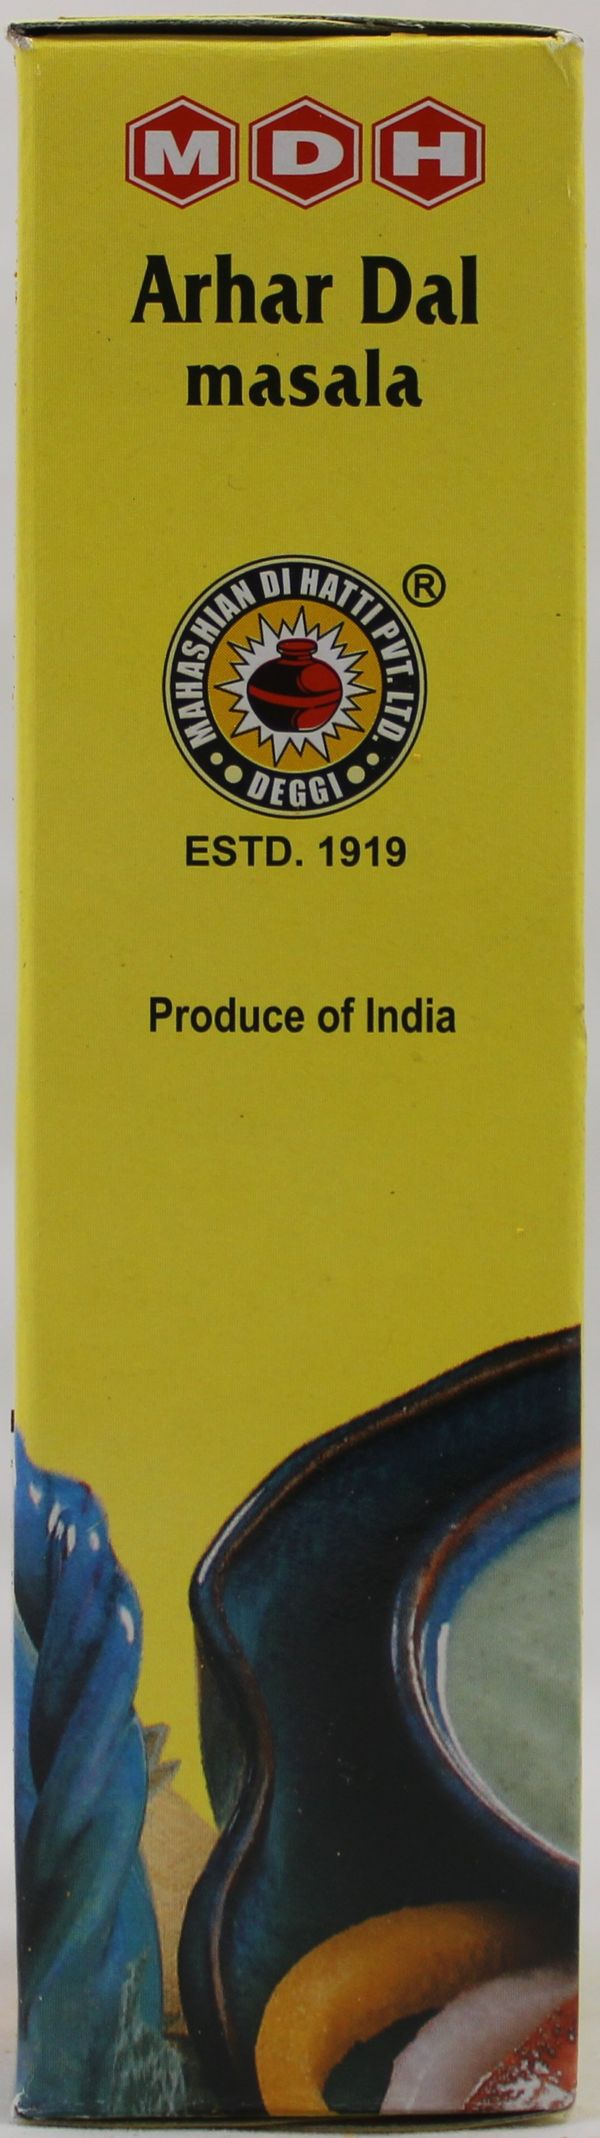 MDH
Arhar Dal
masala
MAHASHIAN DI HATTI PVT. LTD.
®
DEGGI
ESTD. 1919
Produce of India